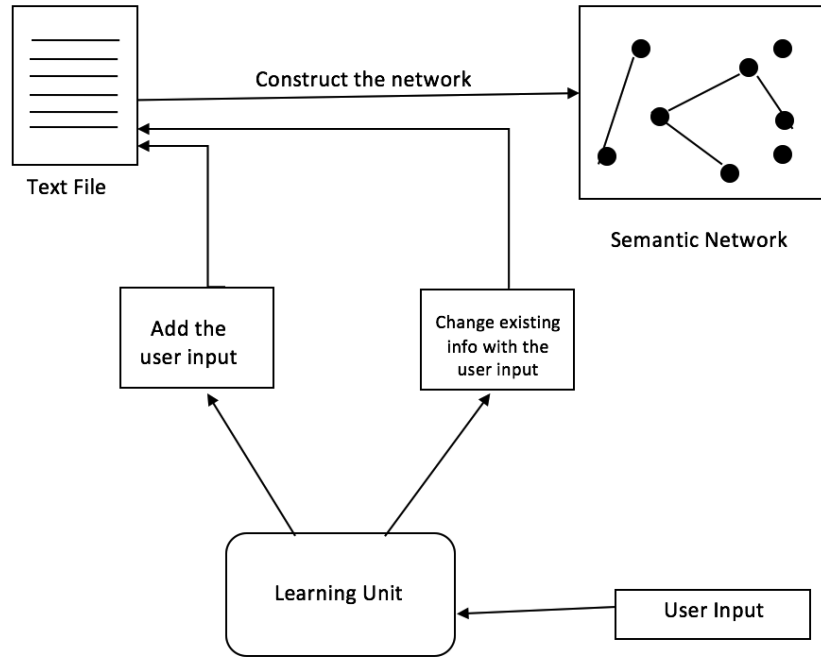 Construct the network
Text File
Semantic Network
Add the
user input
Change existing
info with the
user input
Learning Unit
User Input